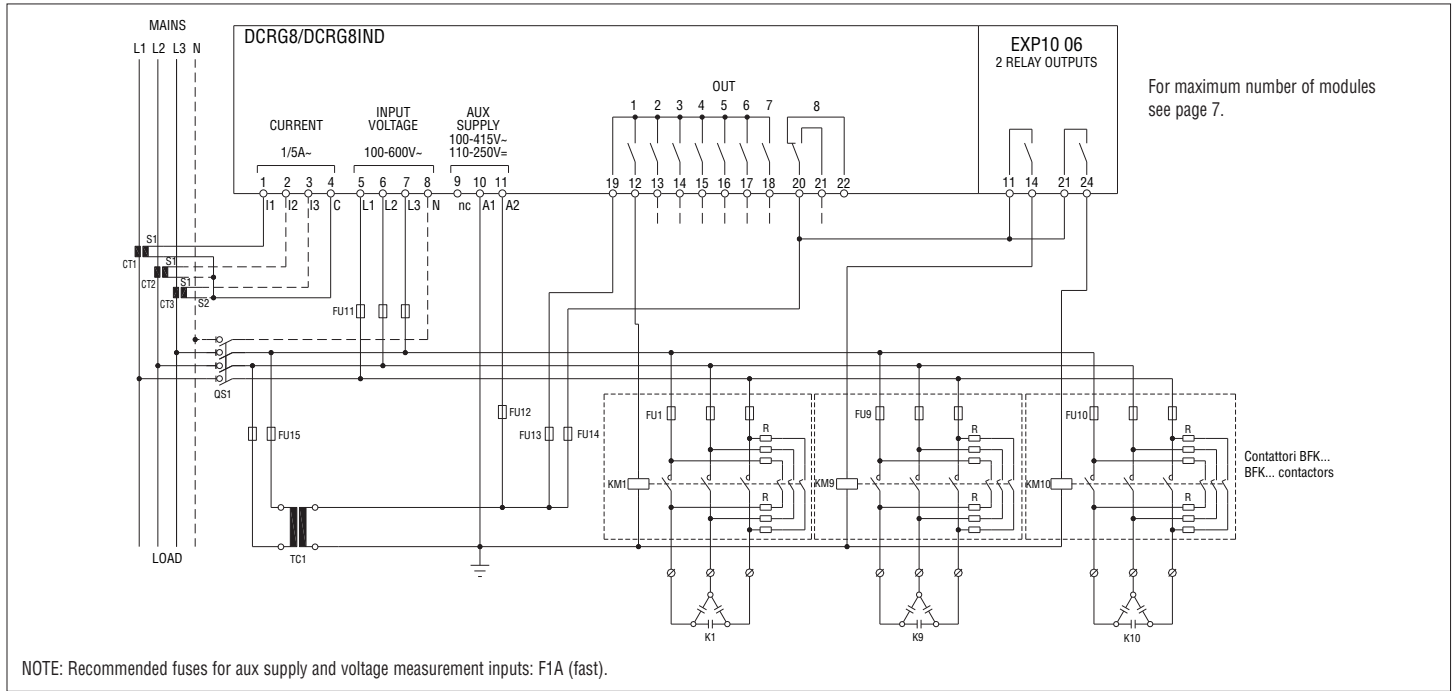 MAINS
L1 L2 L3 N
DCRG8/DCRG8IND
EXP10 06
2 RELAY OUTPUTS
For maximum number of modules
see page 7.
OUT
1 2 3 4 5 6 7 8
CURRENT
1/5A~
INPUT
VOLTAGE
100-600V~
AUX
SUPPLY
100-415V~
110-250V=
1 2 3 4 5 6 7 8 9 10 11 19 12 13 14 15 16 17 18 20 21 22 11 14 21 24
I1 I2 I3 C L1 L2 L3 N nc A1 A2
S1
CT1
S1
CT2
S1
CT3 S2
FU11
QS1
FU15
FU12
FU13 FU14
FU1 FU9 FU10
R R R
Contattori BFK...
BFK... contactors
KM1 KM9 KM10
R R R
LOAD
TC1
K1 K9 K10
NOTE: Recommended fuses for aux supply and voltage measurement inputs: F1A (fast).